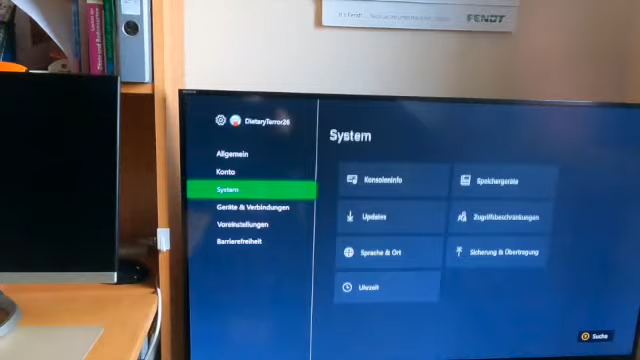 FENDT
DietaryTerror26
System
Allgemein
Konto
System
Geräte & Verbindungen
Voreinstellungen
Barrierefreiheit
Konsoleninfo
Speichergeräte
Updates
Zugriffsbeschränkungen
Sprache & Ort
Sicherung & Übertragung
Uhrzeit
Suche